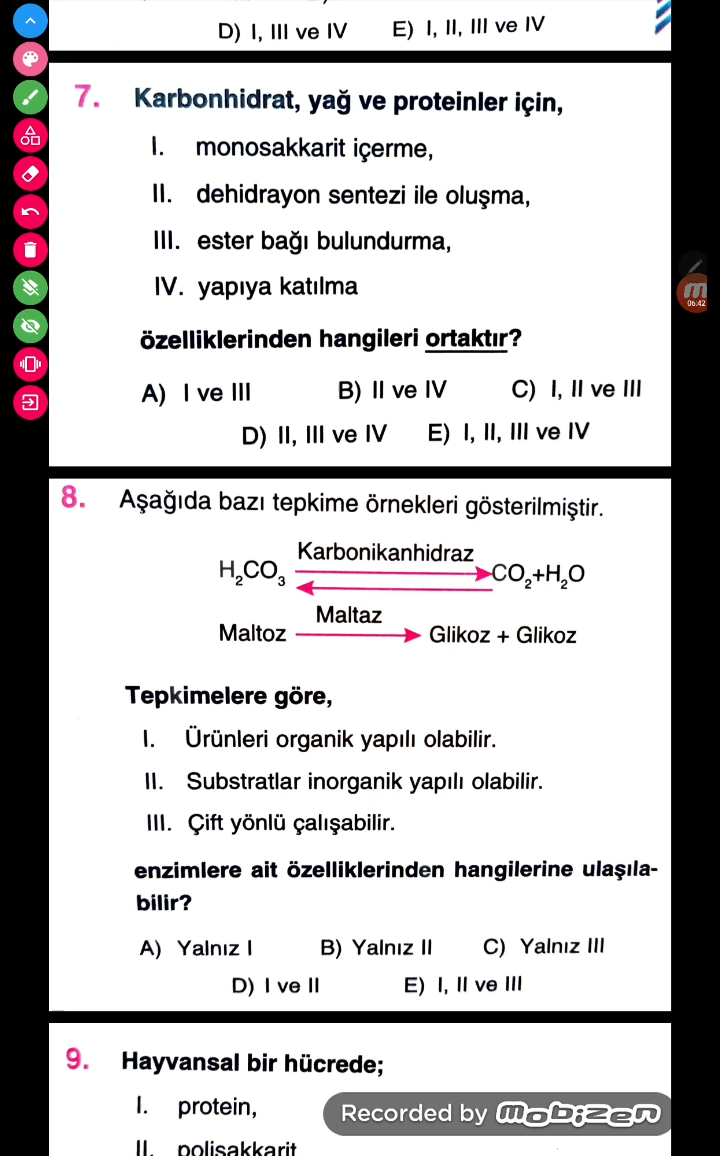 D) I, III ve IV E) I, II, III ve IV
7. Karbonhidrat, yağ ve proteinler için,
I. monosakkarit içerme,
II. dehidrayon sentezi ile oluşma,
III. ester bağı bulundurma,
IV. yapıya katılma
özelliklerinden hangileri ortaktır?
A) I ve III B) II ve IV C) I, II ve III
D) II, III ve IV E) I, II, III ve IV
8. Aşağıda bazı tepkime örnekleri gösterilmiştir.
Karbonikanhidraz
H₂CO₃ CO₂+H₂O
Maltaz
Maltoz Glikoz + Glikoz
Tepkimelere göre,
I. Ürünleri organik yapılı olabilir.
II. Substratlar inorganik yapılı olabilir.
III. Çift yönlü çalışabilir.
enzimlere ait özelliklerinden hangilerine ulaşıla-
bilir?
A) Yalnız I B) Yalnız II C) Yalnız III
D) I ve II E) I, II ve III
9. Hayvansal bir hücrede;
I. protein,
II. polisakkarit
Recorded by Mobizen
m
06:42